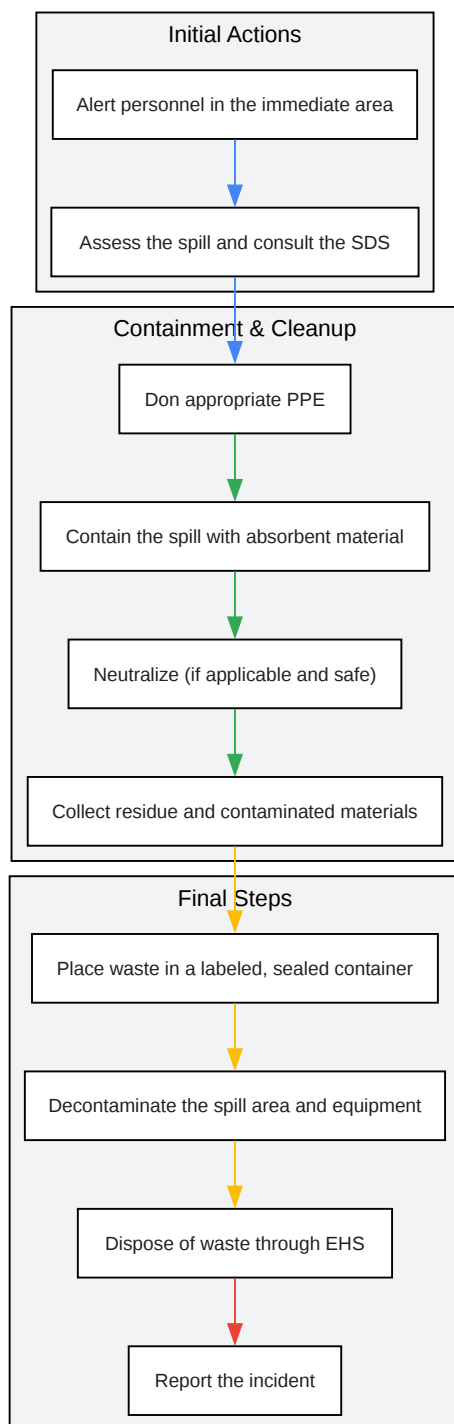 Initial Actions
Alert personnel in the immediate area
Assess the spill and consult the SDS
Containment & Cleanup
Don appropriate PPE
Contain the spill with absorbent material
Neutralize (if applicable and safe)
Collect residue and contaminated materials
Final Steps
Place waste in a labeled, sealed container
Decontaminate the spill area and equipment
Dispose of waste through EHS
Report the incident